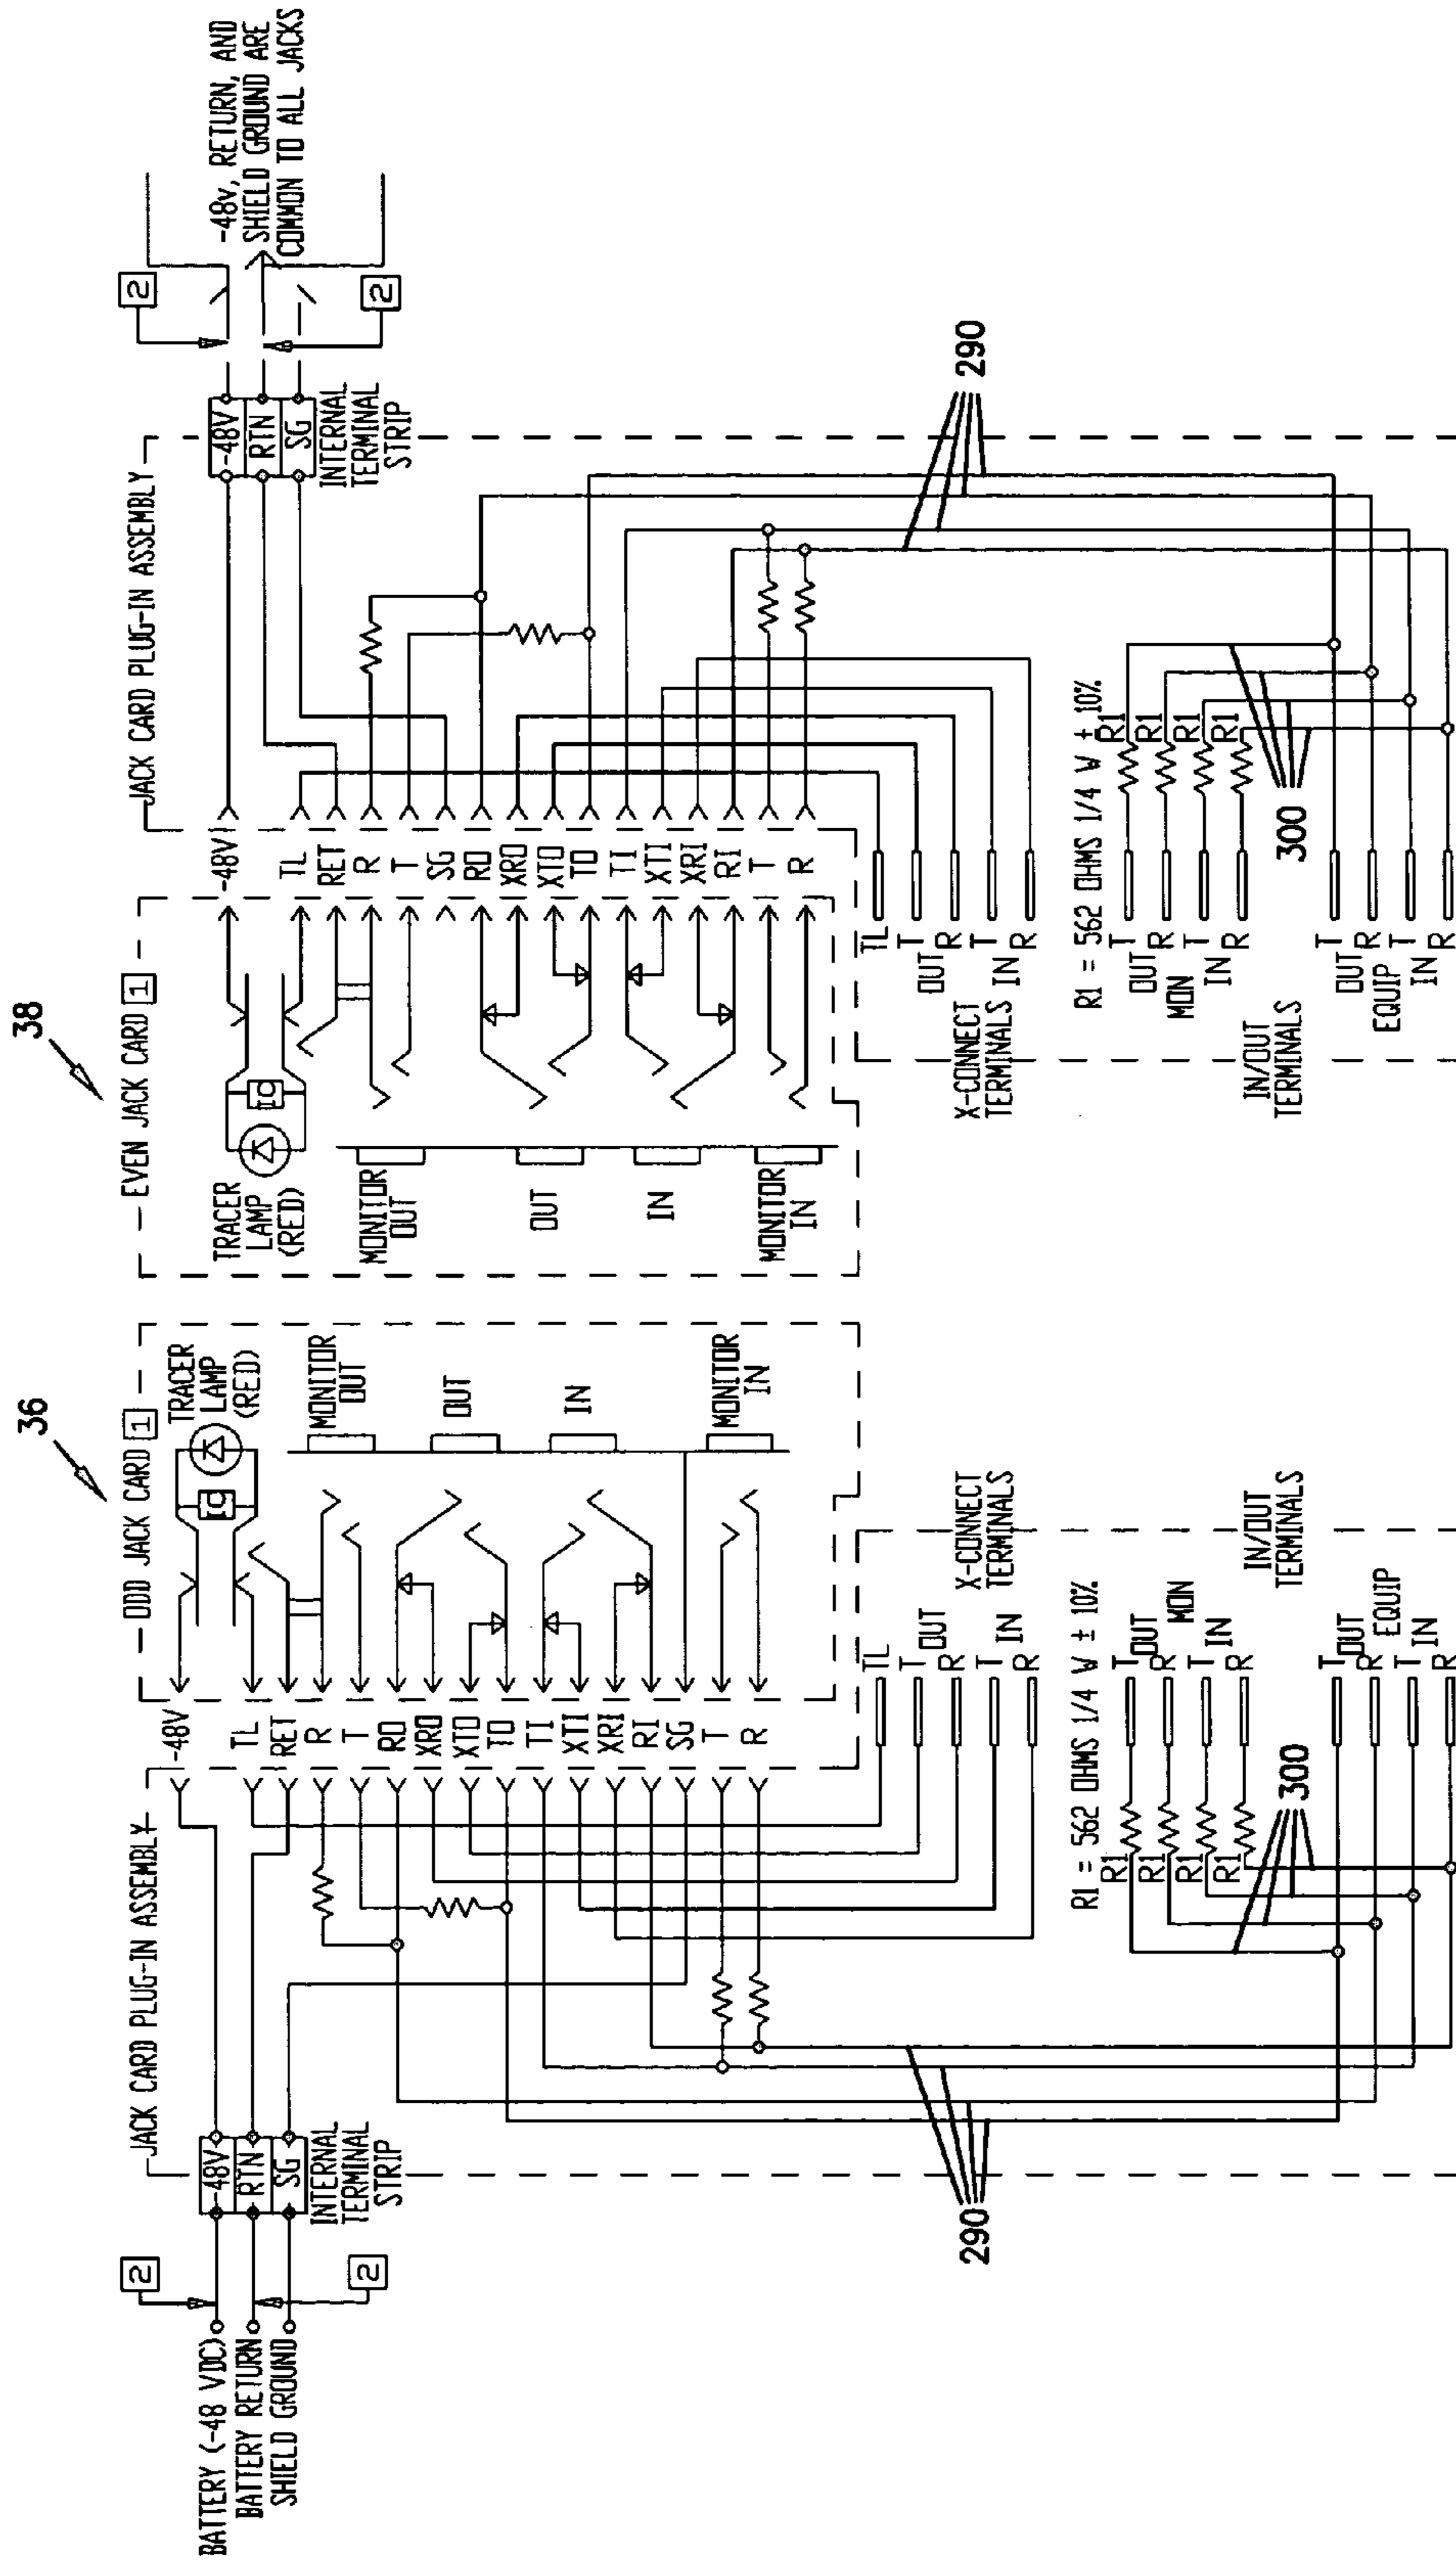 36
38
JACK CARD PLUG-IN ASSEMBLY
ODD JACK CARD 1
EVEN JACK CARD 1
JACK CARD PLUG-IN ASSEMBLY
2
BATTERY (-48 VDC)
BATTERY RETURN
SHIELD GROUND
2
-48V
RTN
SG
INTERNAL
TERMINAL
STRIP
-48V
TL
RET
R
T
RO
XRO
XTO
TO
TI
XTI
XRI
RI
SG
T
R
TRACER
LAMP
(RED)
IC
MONITOR
OUT
OUT
IN
MONITOR
IN
TRACER
LAMP
(RED)
IC
MONITOR
OUT
OUT
IN
MONITOR
IN
-48V
TL
RET
R
T
SG
RO
XRO
XTO
TO
TI
XTI
XRI
RI
T
R
-48V
RTN
SG
INTERNAL
TERMINAL
STRIP
2
-48v, RETURN, AND
SHIELD GROUND ARE
COMMON TO ALL JACKS
2
290
TL
T
OUT
R
T
IN
R
X-CONNECT
TERMINALS
R1 = 562 OHMS 1/4 W ± 10%
R1
R1
R1
R1
T
OUT
R
MON
T
IN
R
IN/OUT
TERMINALS
300
T
OUT
R
EQUIP
T
IN
R
X-CONNECT
TERMINALS
TL
T
OUT
R
T
IN
R
290
R1 = 562 OHMS 1/4 W + 10%
R1
R1
R1
R1
T
OUT
R
MON
T
IN
R
IN/OUT
TERMINALS
300
T
OUT
R
EQUIP
T
IN
R